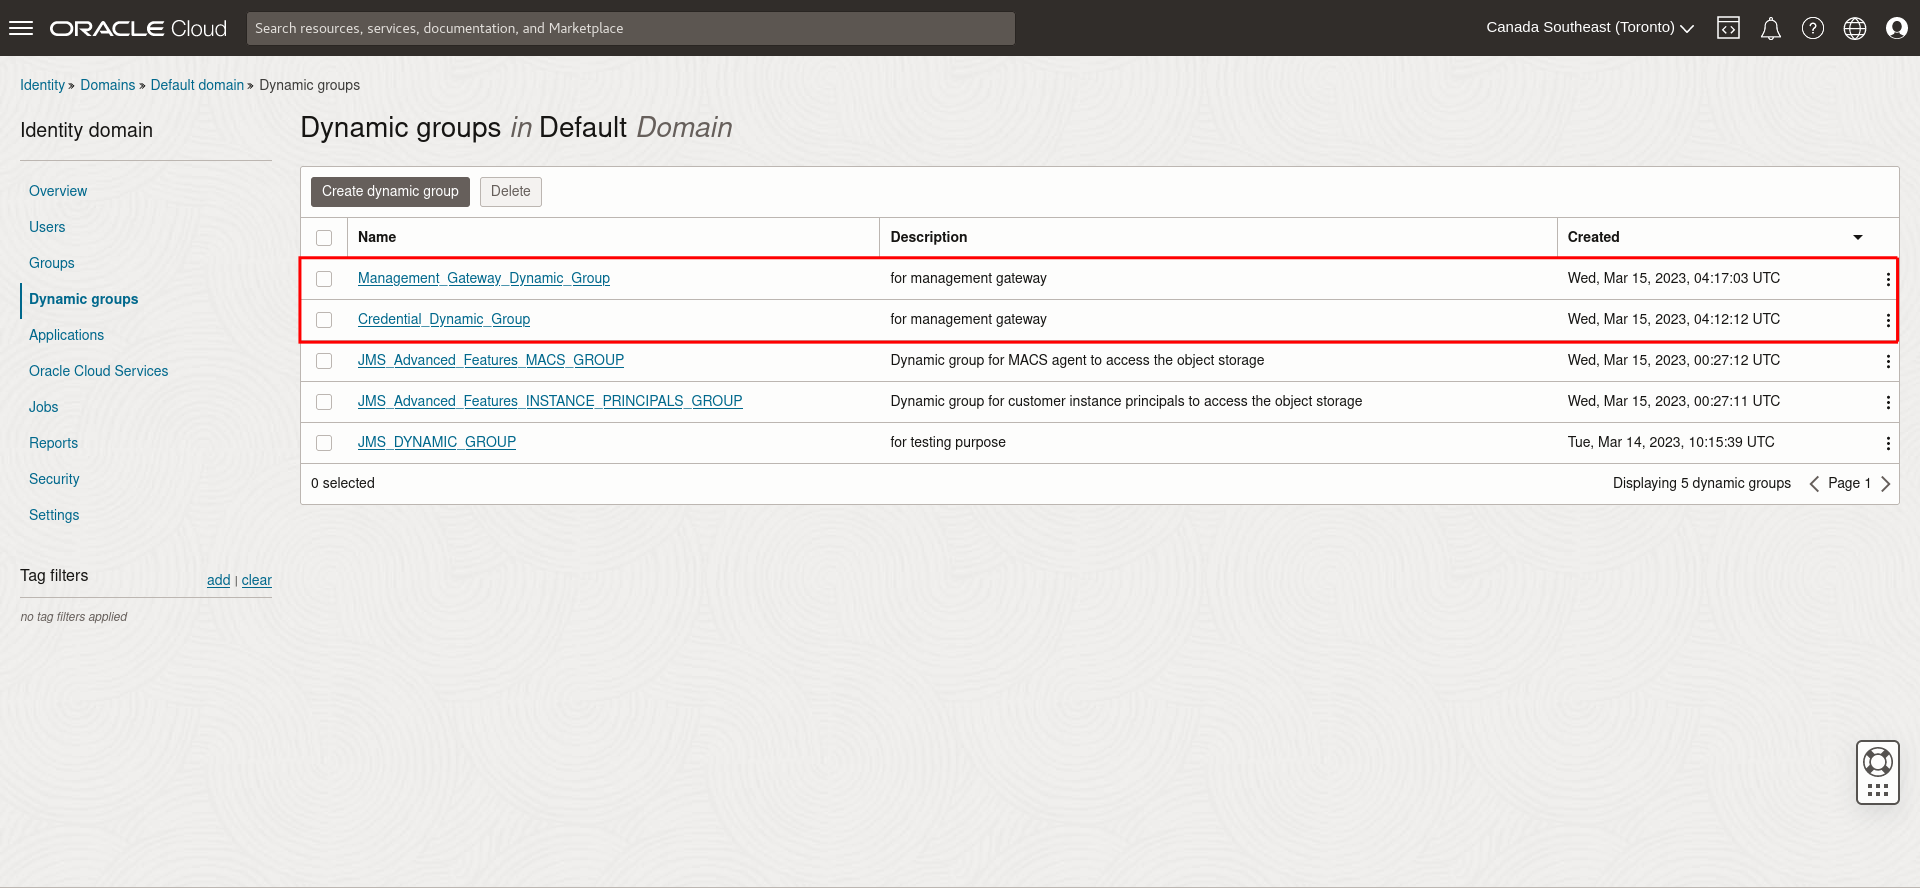 ORACLE Cloud
Search resources, services, documentation, and Marketplace
Canada Southeast (Toronto)
Identity » Domains » Default domain » Dynamic groups
Identity domain
Overview
Users
Groups
Dynamic groups
Applications
Oracle Cloud Services
Jobs
Reports
Security
Settings
Tag filters add | clear
no tag filters applied
Dynamic groups in Default Domain
Create dynamic group Delete
Name Description Created
Management_Gateway_Dynamic_Group for management gateway Wed, Mar 15, 2023, 04:17:03 UTC
Credential_Dynamic_Group for management gateway Wed, Mar 15, 2023, 04:12:12 UTC
JMS_Advanced_Features_MACS_GROUP Dynamic group for MACS agent to access the object storage Wed, Mar 15, 2023, 00:27:12 UTC
JMS_Advanced_Features_INSTANCE_PRINCIPALS_GROUP Dynamic group for customer instance principals to access the object storage Wed, Mar 15, 2023, 00:27:11 UTC
JMS_DYNAMIC_GROUP for testing purpose Tue, Mar 14, 2023, 10:15:39 UTC
0 selected Displaying 5 dynamic groups Page 1